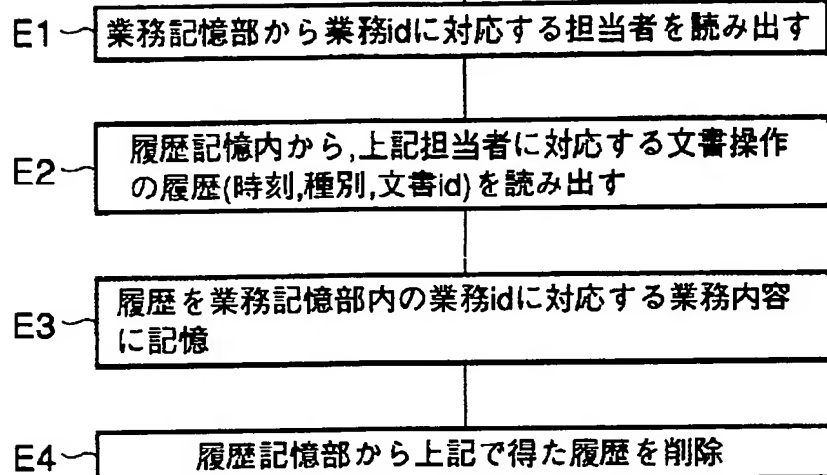 E1 業務記憶部から業務idに対応する担当者を読み出す
履歴記憶内から,上記担当者に対応する文書操作
E2 の履歴(時刻,種別,文書id)を読み出す
E3 履歴を業務記憶部内の業務idに対応する業務内容
に記憶
E4 履歴記憶部から上記で得た履歴を削除